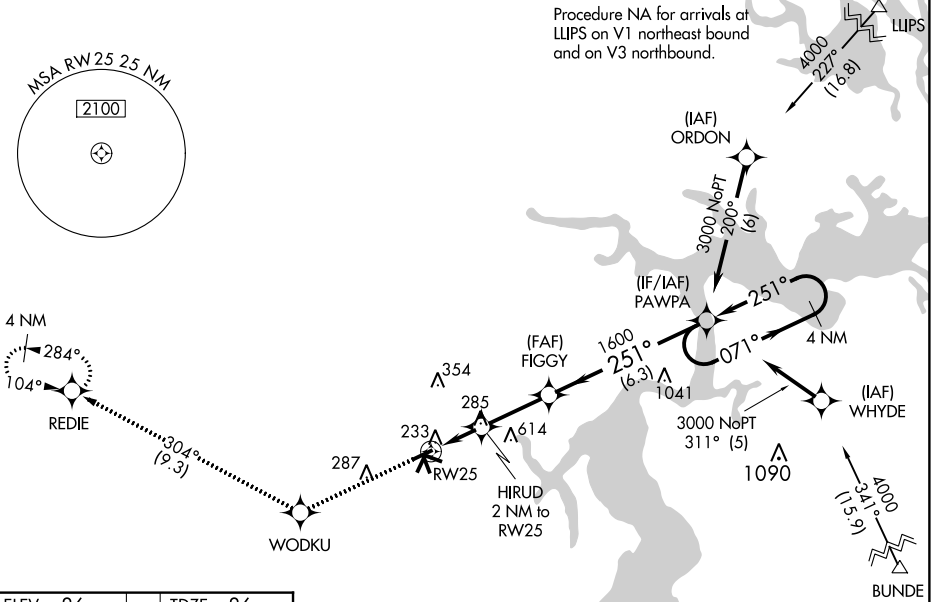 Procedure NA for arrivals at
LLIPS on V1 northeast bound
and on V3 northbound.
LLIPS
4000
227°
(16.8)
MSA RW25 25 NM
2100
(IAF)
ORDON
3000 NoPT
200°
(6)
(IF/IAF)
PAWPA
251°
071°
4 NM
4 NM
284°
104°
REDIE
(FAF)
FIGGY
1600
251°
(6.3)
1041
354
285
614
233
287
RW25
HIRUD
2 NM to
RW25
(IAF)
WHYDE
3000 NoPT
311° (5)
1090
304°
(9.3)
WODKU
4000
341°
(15.9)
BUNDE